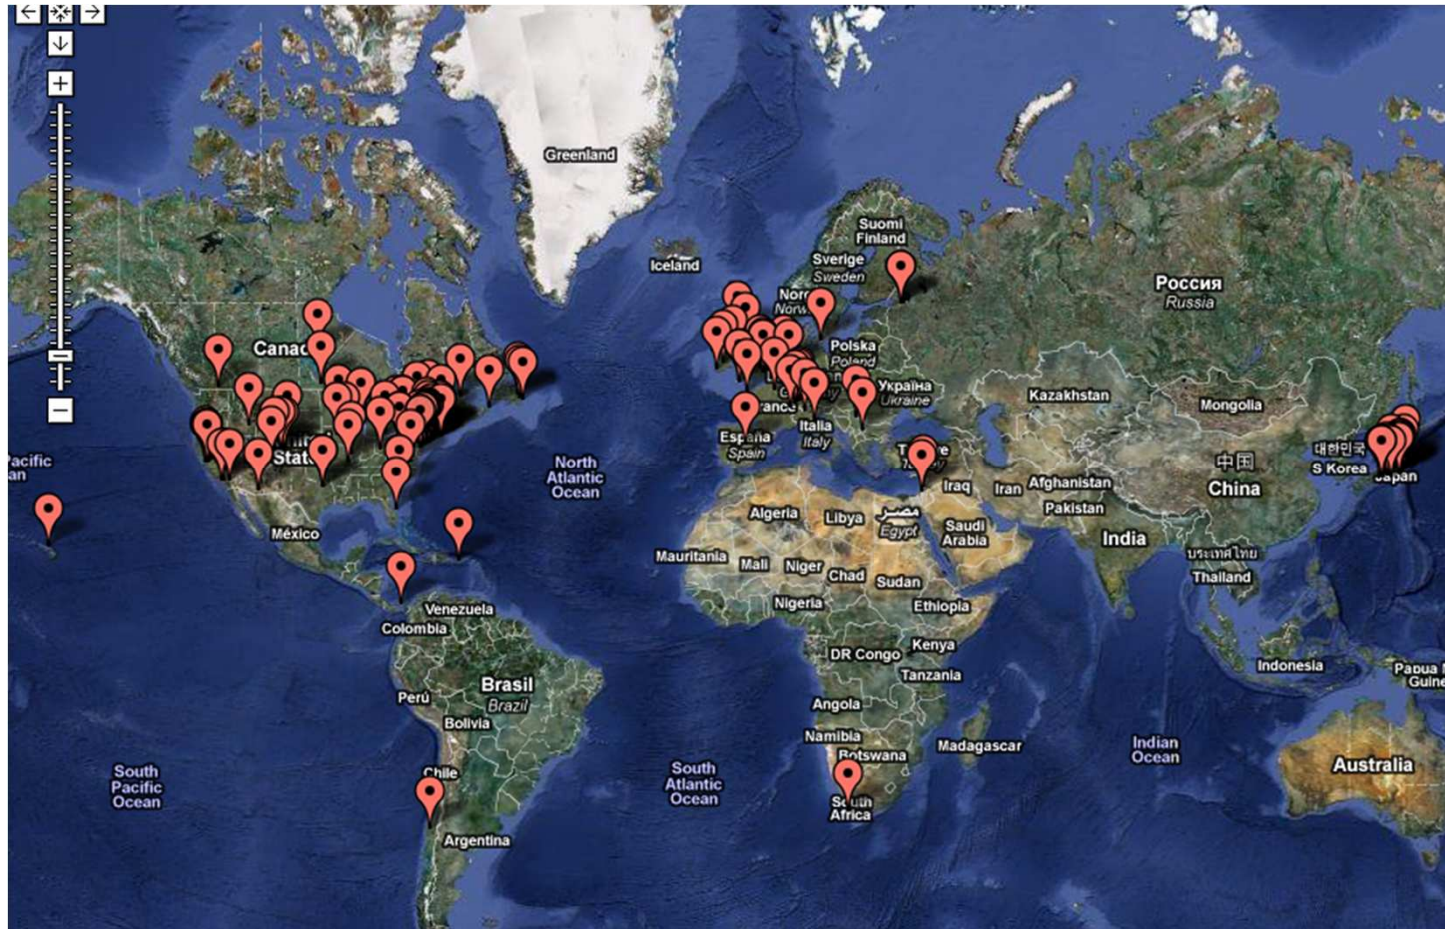 Greenland
Suomi
Finland
Iceland
Sverige
Sweden
Россия
Russia
Polska
Poland
Україна
Ukraine
Kazakhstan
Mongolia
España
Spain
Italia
Italy
대한민국
S Korea
中国
China
North
Atlantic
Ocean
Iraq
Iran
Afghanistan
Pakistan
México
Algeria
Libya
مصر
Egypt
Saudi
Arabia
India
Mauritania
Mali
Niger
Chad
Sudan
ประเทศไทย
Thailand
Venezuela
Colombia
Nigeria
Ethiopia
DR Congo
Kenya
Tanzania
Indonesia
Perú
Brasil
Brazil
Bolivia
Angola
Namibia
Botswana
Madagascar
South
Pacific
Ocean
Chile
South
Atlantic
Ocean
Indian
Ocean
Australia
South
Africa
Argentina